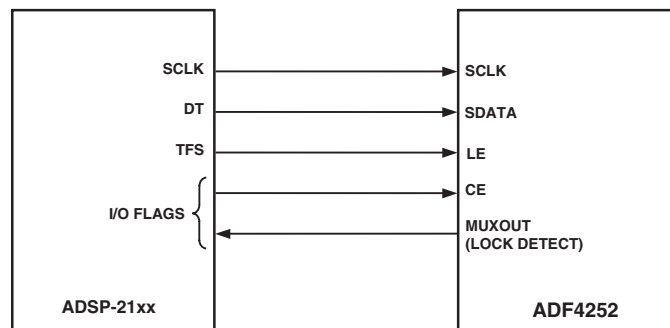 SCLK
DT
TFS
I/O FLAGS
ADSP-21xx
SCLK
SDATA
LE
CE
MUXOUT
(LOCK DETECT)
ADF4252